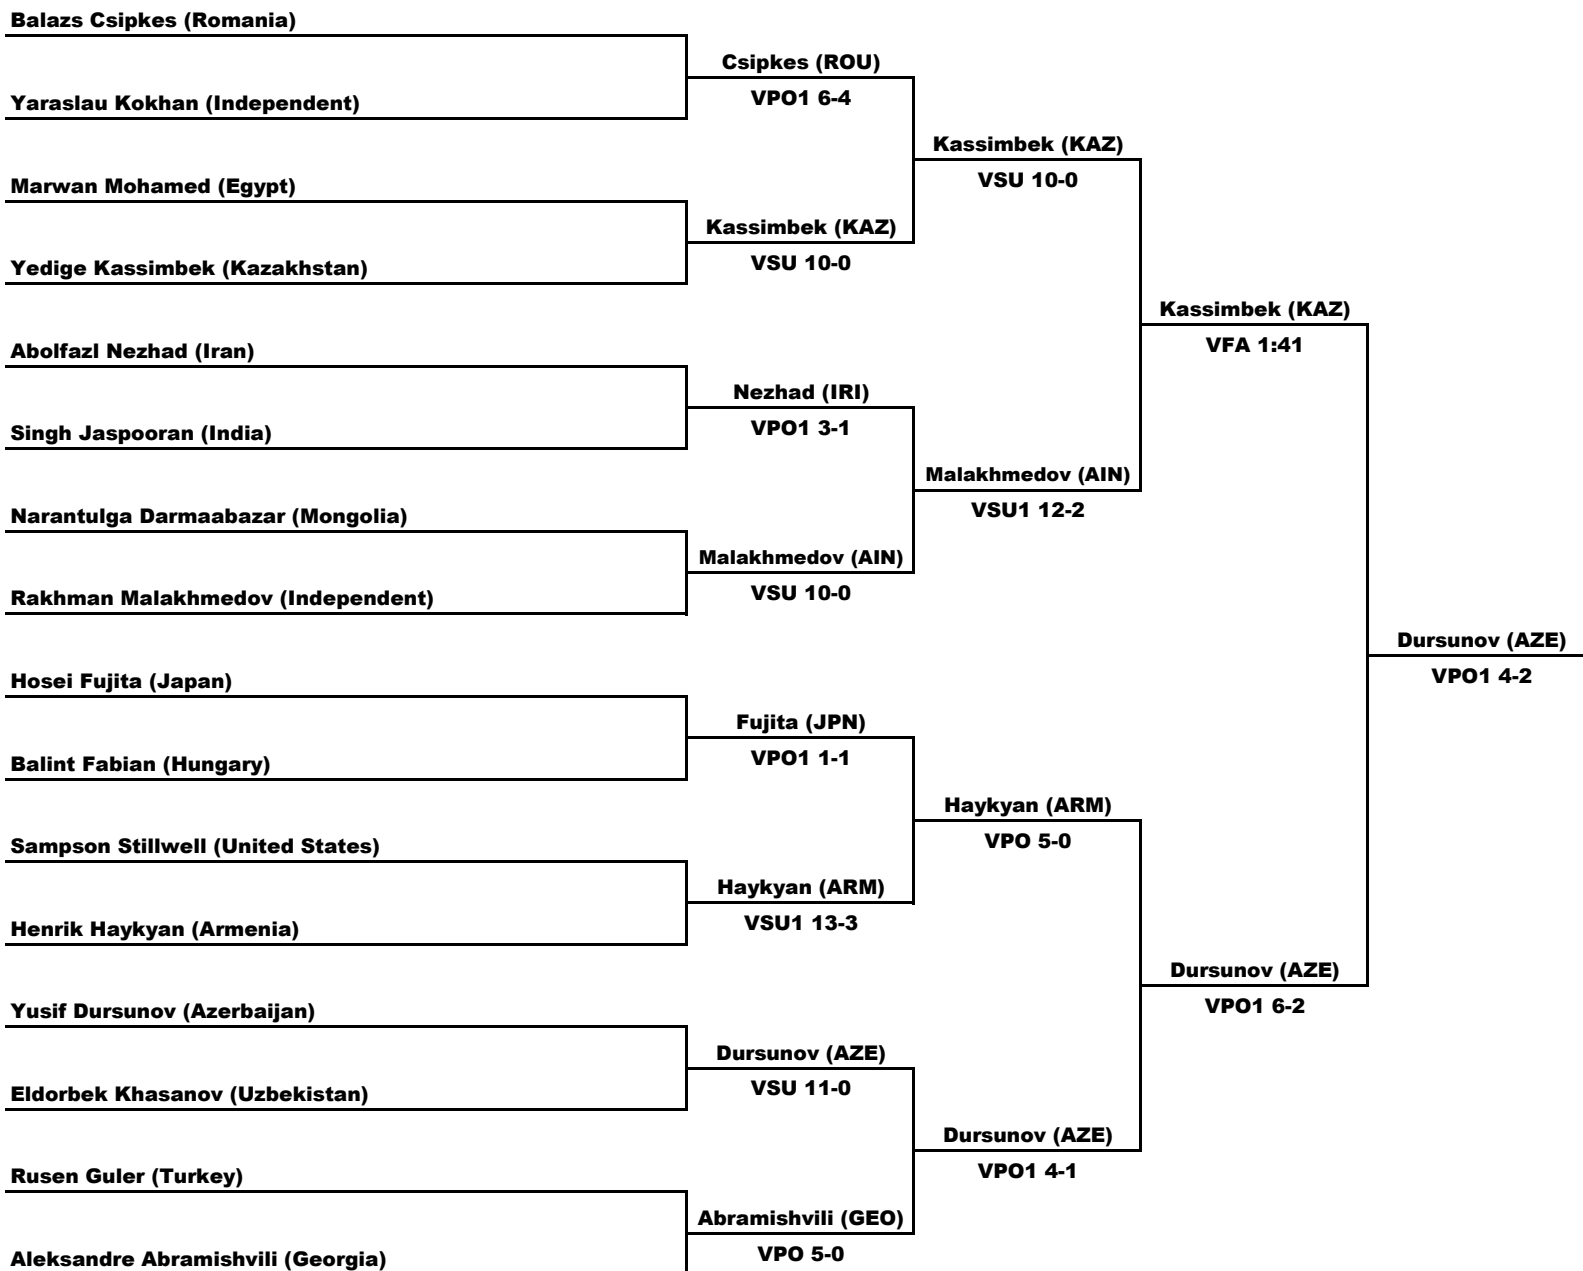 Balazs Csipkes (Romania)
Csipkes (ROU)
VPO1 6-4
Yaraslau Kokhan (Independent)
Kassimbek (KAZ)
VSU 10-0
Marwan Mohamed (Egypt)
Kassimbek (KAZ)
VSU 10-0
Yedige Kassimbek (Kazakhstan)
Kassimbek (KAZ)
VFA 1:41
Abolfazl Nezhad (Iran)
Nezhad (IRI)
VPO1 3-1
Singh Jaspooran (India)
Malakhmedov (AIN)
VSU1 12-2
Narantulga Darmaabazar (Mongolia)
Malakhmedov (AIN)
VSU 10-0
Rakhman Malakhmedov (Independent)
Dursunov (AZE)
VPO1 4-2
Hosei Fujita (Japan)
Fujita (JPN)
VPO1 1-1
Balint Fabian (Hungary)
Haykyan (ARM)
VPO 5-0
Sampson Stillwell (United States)
Haykyan (ARM)
VSU1 13-3
Henrik Haykyan (Armenia)
Dursunov (AZE)
VPO1 6-2
Yusif Dursunov (Azerbaijan)
Dursunov (AZE)
VSU 11-0
Eldorbek Khasanov (Uzbekistan)
Dursunov (AZE)
VPO1 4-1
Rusen Guler (Turkey)
Abramishvili (GEO)
VPO 5-0
Aleksandre Abramishvili (Georgia)